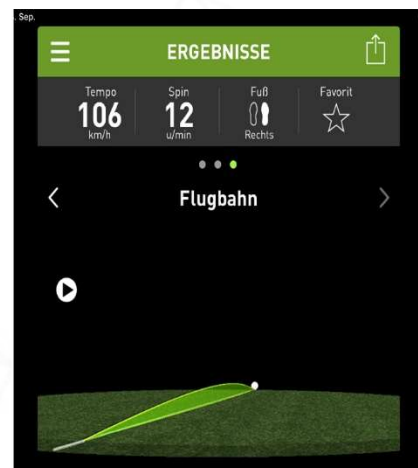 . Sep.
ERGEBNISSE
Tempo Spin Fuß Favorit
106 12
km/h u/min Rechts
Flugbahn